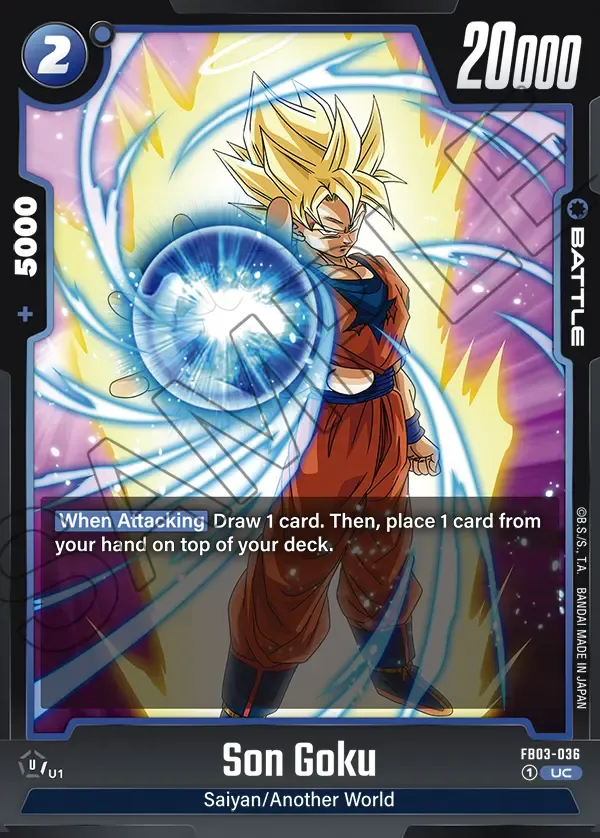 2
20000
+ 5000
BATTLE
SAMPLE
When Attacking Draw 1 card. Then, place 1 card from
your hand on top of your deck.
©B.S./S., T.A. BANDAI MADE IN JAPAN
U/U1
Son Goku
FB03-036
1 UC
Saiyan/Another World